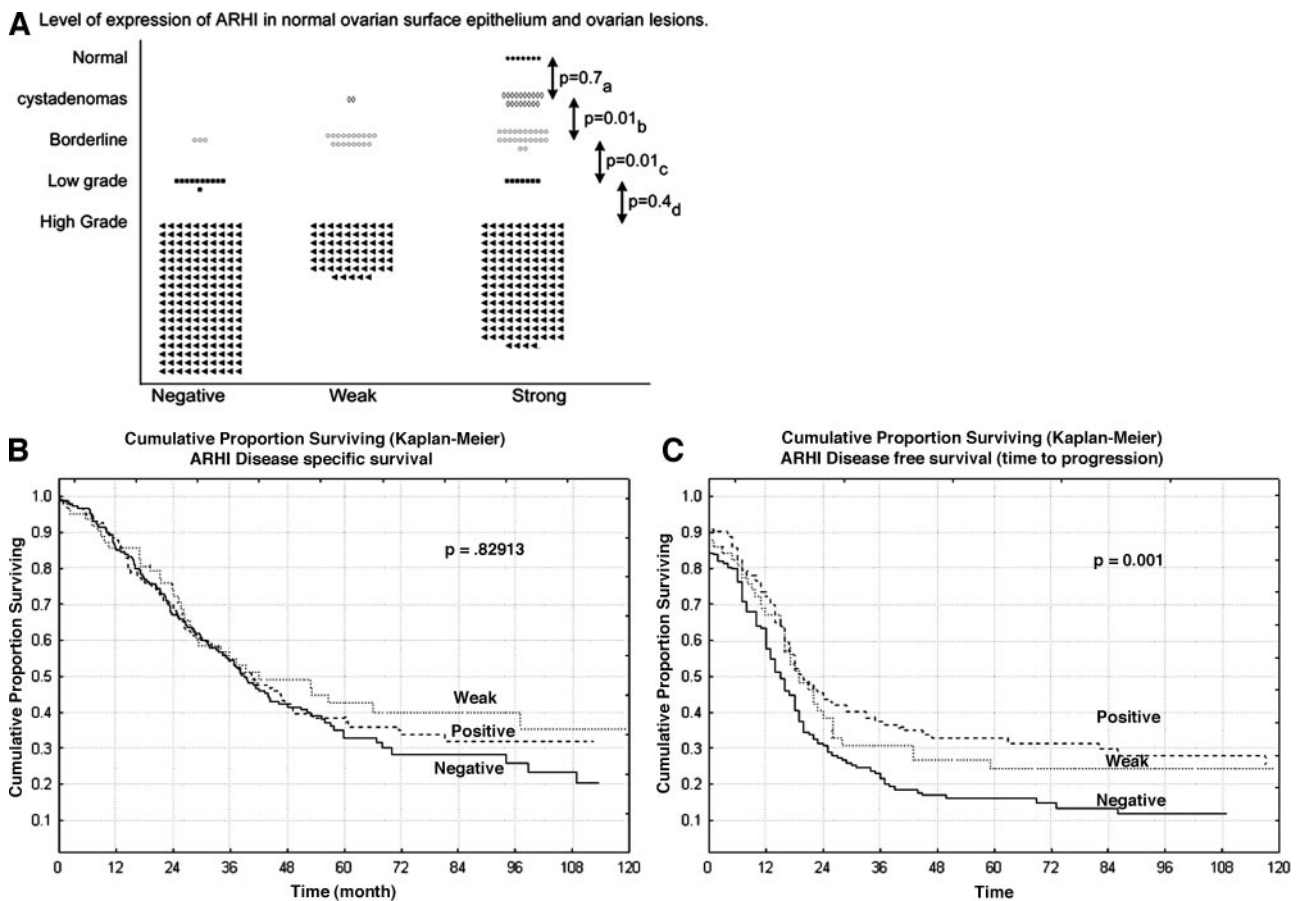 A Level of expression of ARHI in normal ovarian surface epithelium and ovarian lesions.
Normal
cystadenomas
Borderline
Low grade
High Grade
p=0.7a
p=0.01b
p=0.01c
p=0.4d
Negative Weak Strong
B Cumulative Proportion Surviving (Kaplan-Meier)
ARHI Disease specific survival
Cumulative Proportion Surviving
1.0
0.9
0.8
0.7
0.6
0.5
0.4
0.3
0.2
0.1
p = .82913
Weak
Positive
Negative
0 12 24 36 48 60 72 84 96 108 120
Time (month)
C Cumulative Proportion Surviving (Kaplan-Meier)
ARHI Disease free survival (time to progression)
Cumulative Proportion Surviving
1.0
0.9
0.8
0.7
0.6
0.5
0.4
0.3
0.2
0.1
p = 0.001
Positive
Weak
Negative
0 12 24 36 48 60 72 84 96 108 120
Time